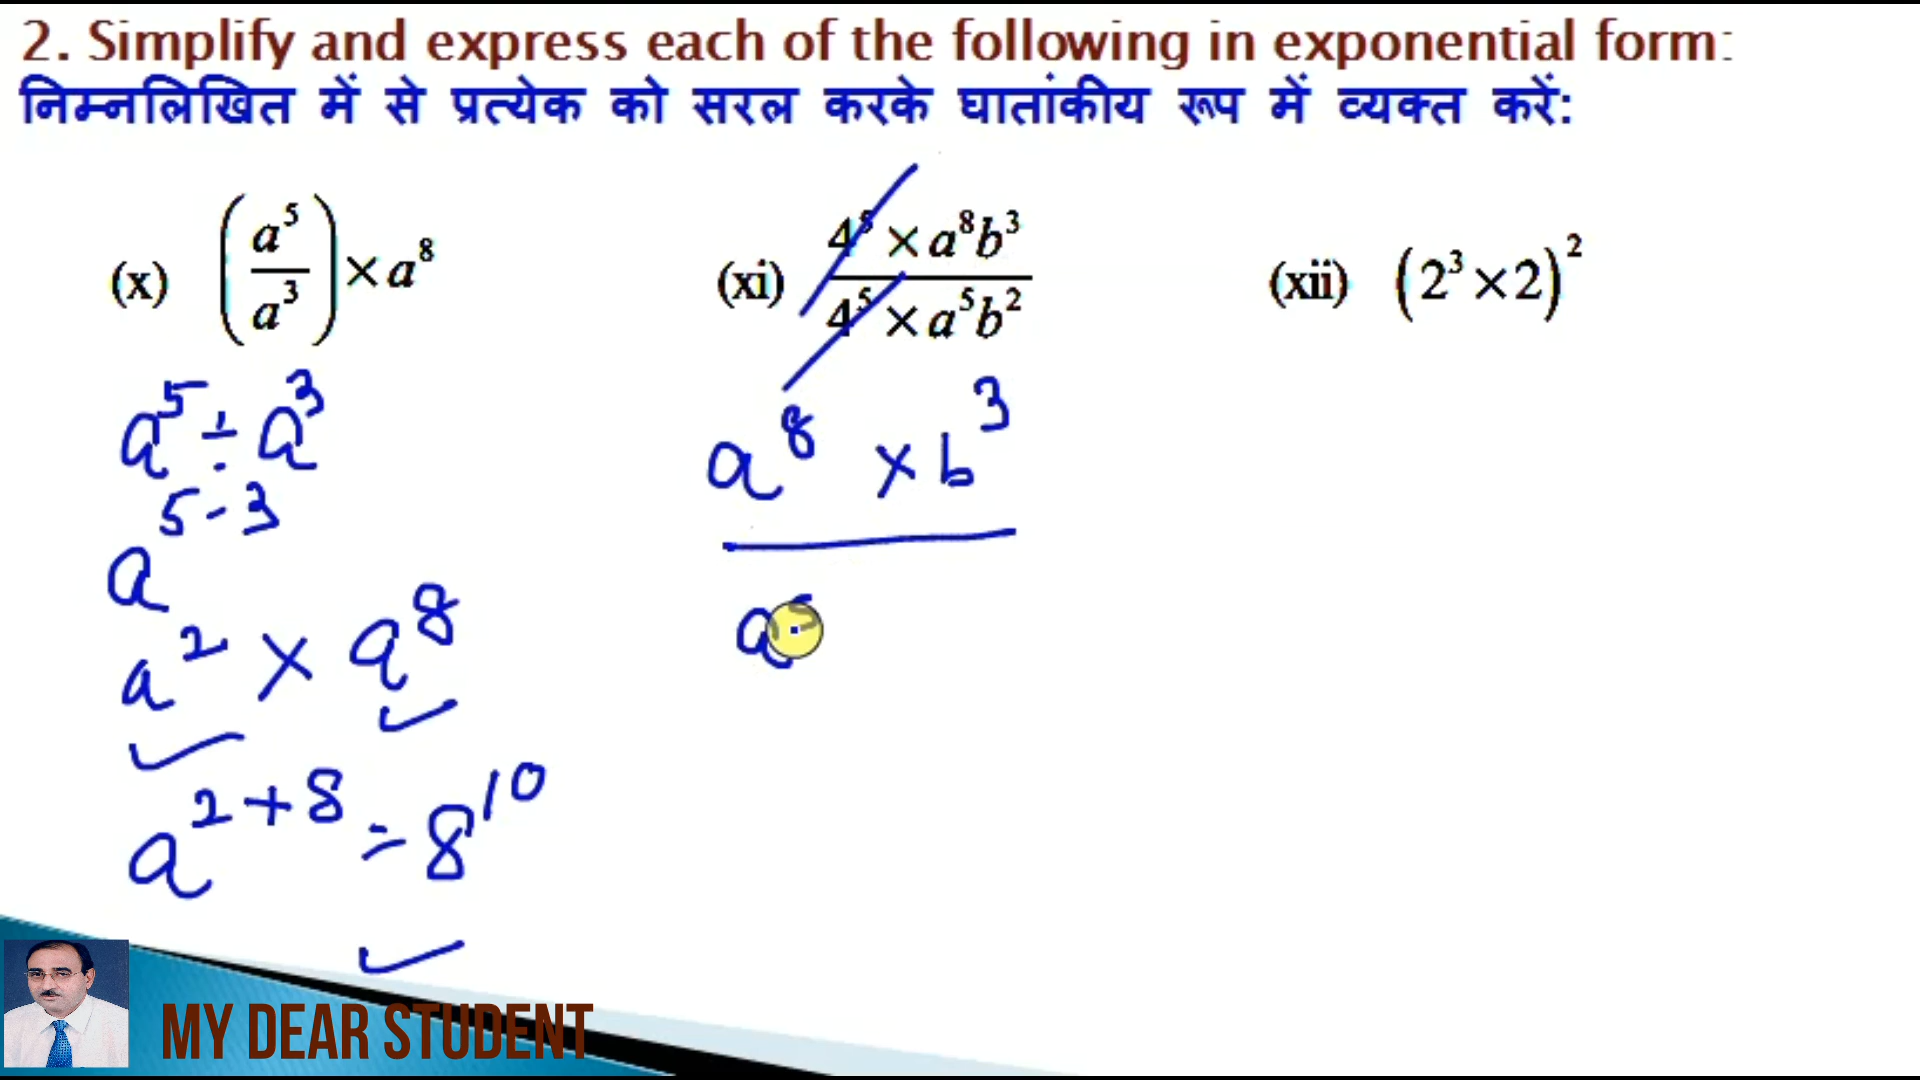 2. Simplify and express each of the following in exponential form:
निम्नलिखित में से प्रत्येक को सरल करके घातांकीय रूप में व्यक्त करें:
(x) (a⁵/a³) × a⁸
(xi) 4⁵ × a⁸b³ / 4⁵ × a⁵b²
(xii) (2³ × 2)²
a⁵ ÷ a³
a⁵⁻³
a² × a⁸
a²⁺⁸ = 8¹⁰
a⁸ × b³
a⁵
MY DEAR STUDENT